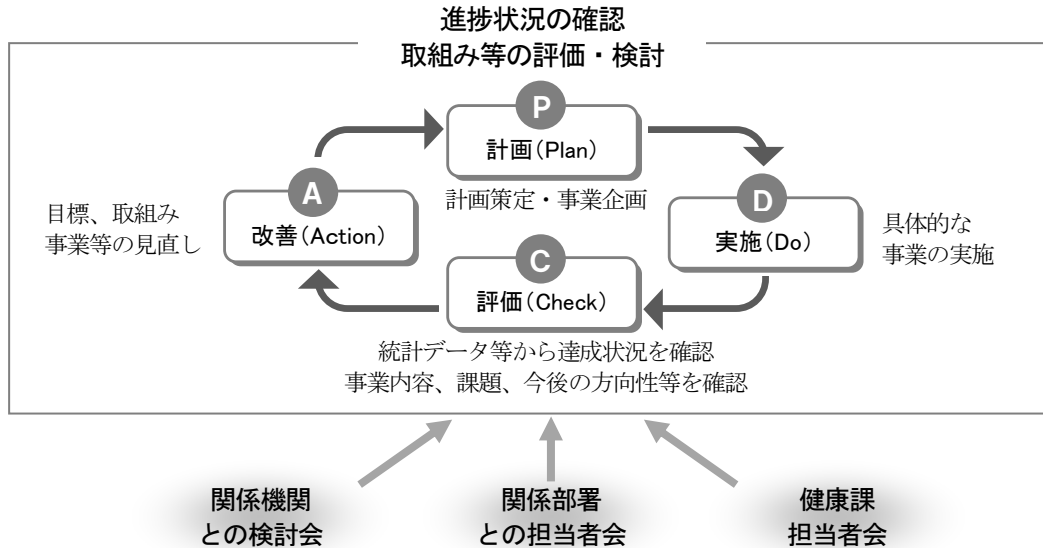 進捗状況の確認
取組み等の評価・検討
P
計画(Plan)
計画策定・事業企画
A
改善(Action)
目標、取組み
事業等の見直し
D
実施(Do)
具体的な
事業の実施
C
評価(Check)
統計データ等から達成状況を確認
事業内容、課題、今後の方向性等を確認
関係機関
との検討会
関係部署
との担当者会
健康課
担当者会